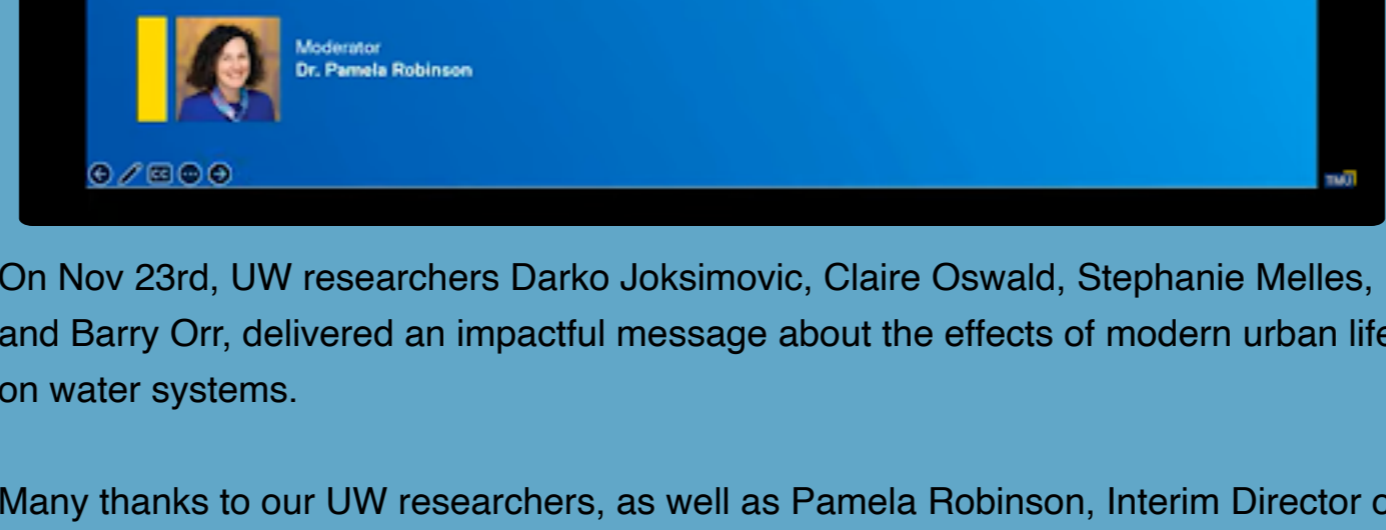 Moderator
Dr. Pamela Robinson
CC
TMU
On Nov 23rd, UW researchers Darko Joksimovic, Claire Oswald, Stephanie Melles,
and Barry Orr, delivered an impactful message about the effects of modern urban life
on water systems.
Many thanks to our UW researchers, as well as Pamela Robinson, Interim Director